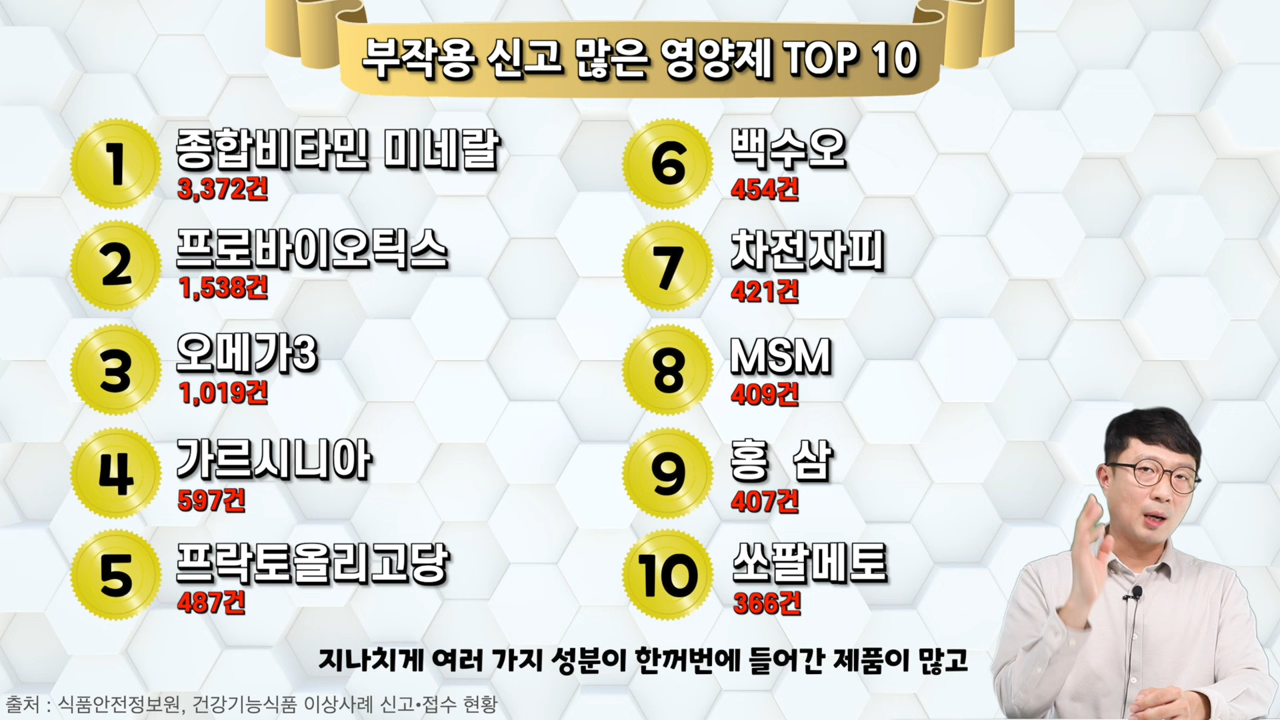 부작용 신고 많은 영양제 TOP 10
1 종합비타민 미네랄
3,372건
2 프로바이오틱스
1,538건
3 오메가3
1,019건
4 가르시니아
597건
5 프락토올리고당
487건
6 백수오
454건
7 차전자피
421건
8 MSM
409건
9 홍 삼
407건
10 쏘팔메토
366건
지나치게 여러 가지 성분이 한꺼번에 들어간 제품이 많고
출처 : 식품안전정보원, 건강기능식품 이상사례 신고•접수 현황